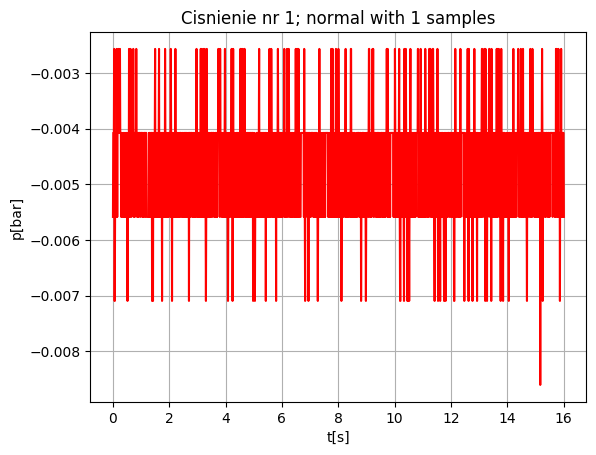 Cisnienie nr 1; normal with 1 samples
−0.003
−0.004
−0.005
−0.006
−0.007
−0.008
p[bar]
0 2 4 6 8 10 12 14 16
t[s]